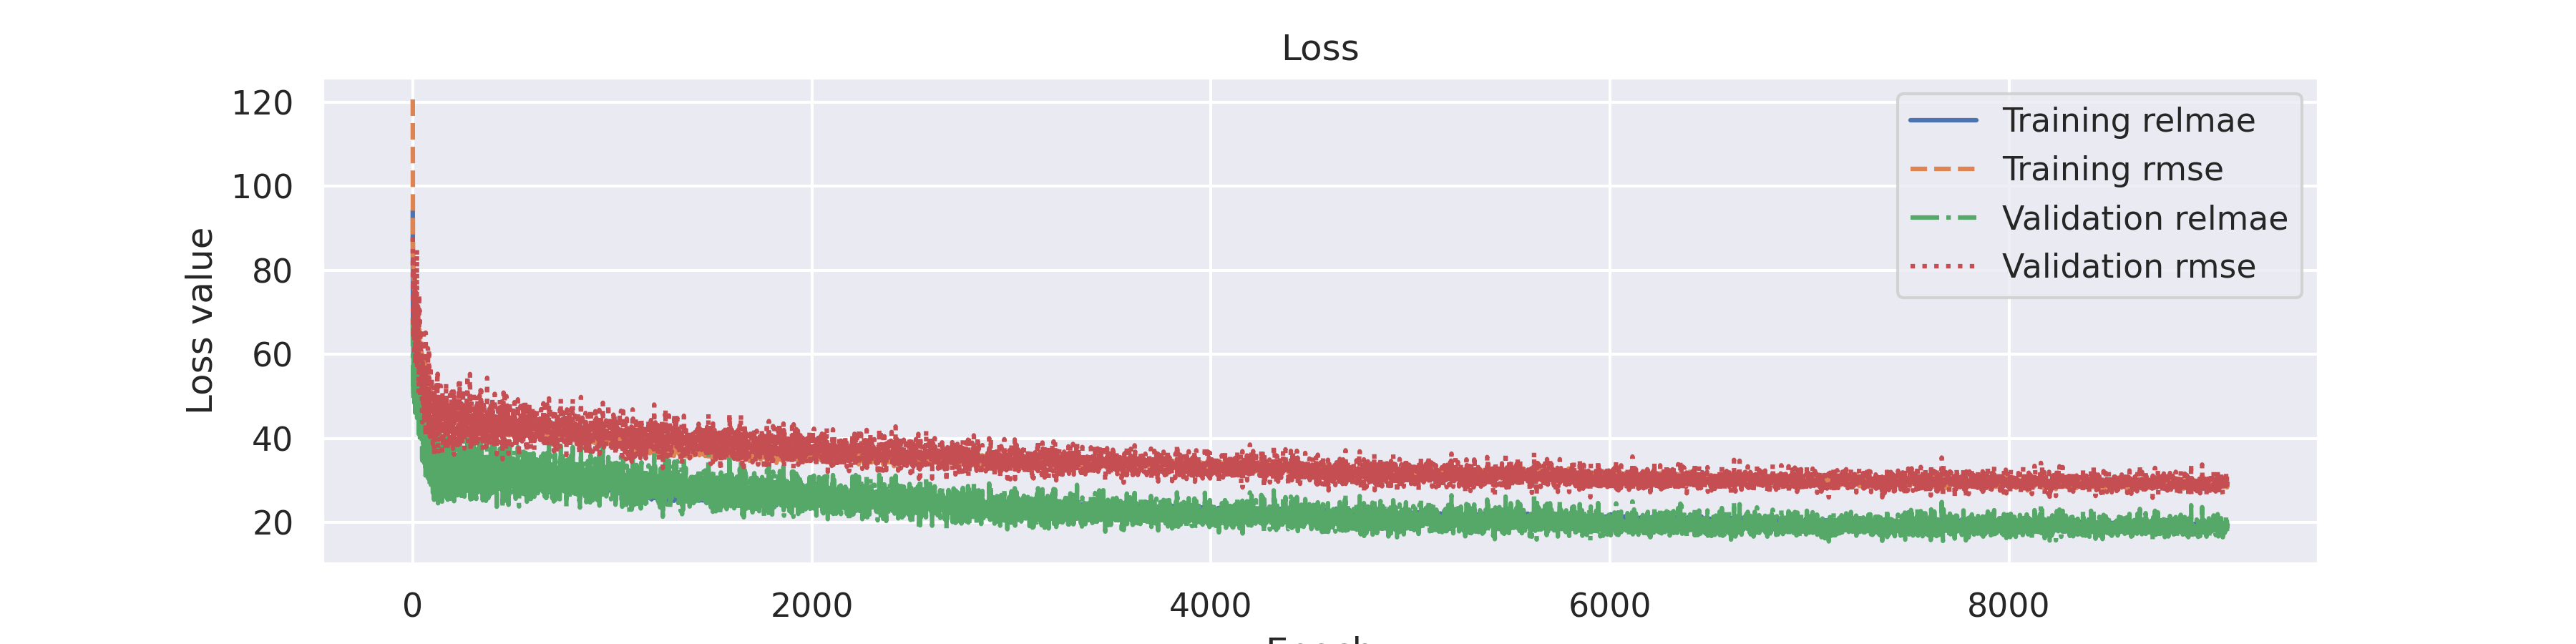 Loss
120
100
80
60
40
20
Loss value
0 2000 4000 6000 8000
Training relmae
Training rmse
Validation relmae
Validation rmse
Epoch